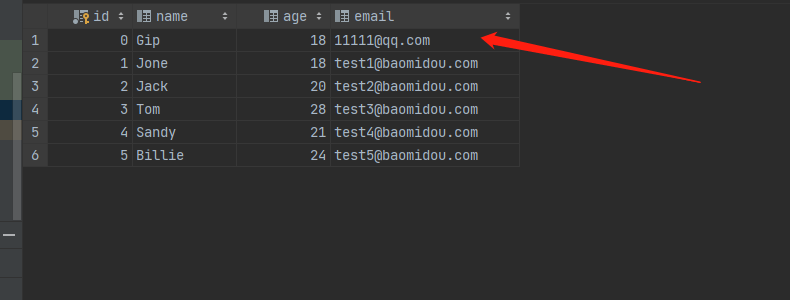 id name age email
1 0 Gip 18 11111@qq.com
2 1 Jone 18 test1@baomidou.com
3 2 Jack 20 test2@baomidou.com
4 3 Tom 28 test3@baomidou.com
5 4 Sandy 21 test4@baomidou.com
6 5 Billie 24 test5@baomidou.com